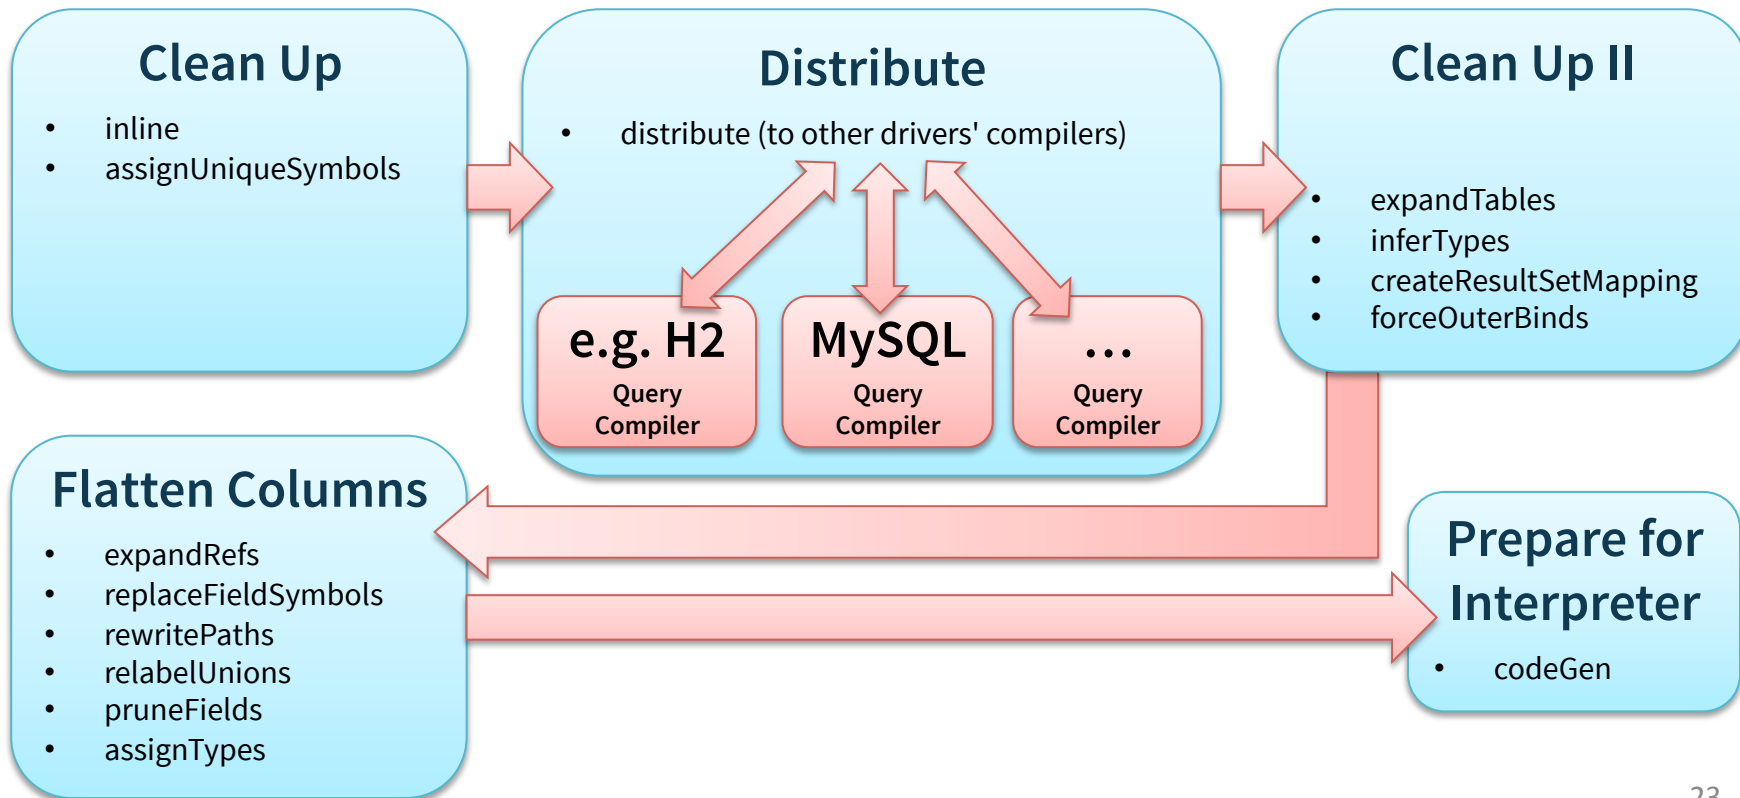 Clean Up
• inline
• assignUniqueSymbols
Distribute
• distribute (to other drivers' compilers)
e.g. H2
Query
Compiler
MySQL
Query
Compiler
...
Query
Compiler
Clean Up II
• expandTables
• inferTypes
• createResultSetMapping
• forceOuterBinds
Flatten Columns
• expandRefs
• replaceFieldSymbols
• rewritePaths
• relabelUnions
• pruneFields
• assignTypes
Prepare for
Interpreter
• codeGen
23